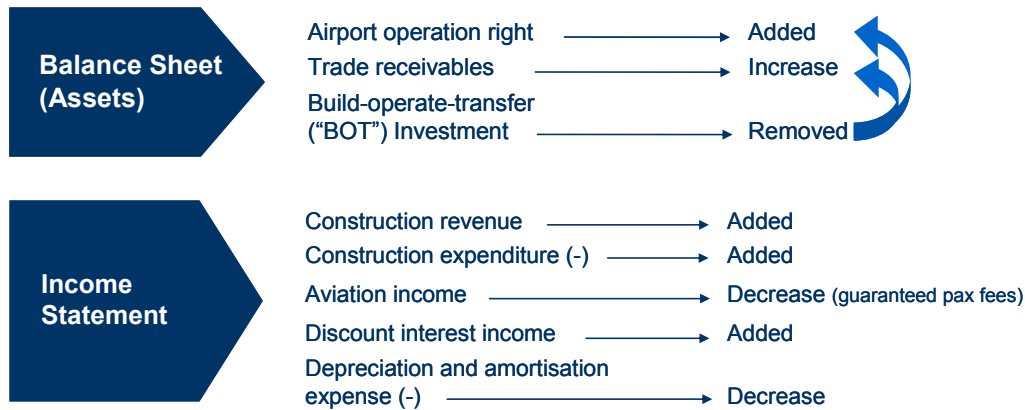 Balance Sheet
(Assets)
Airport operation right Added
Trade receivables Increase
Build-operate-transfer
(“BOT”) Investment Removed
Income
Statement
Construction revenue Added
Construction expenditure (-) Added
Aviation income Decrease (guaranteed pax fees)
Discount interest income Added
Depreciation and amortisation
expense (-) Decrease